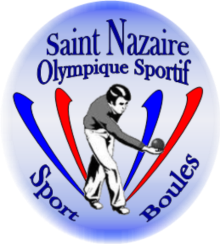 Saint Nazaire
Olympique Sportif
Sport
Boules